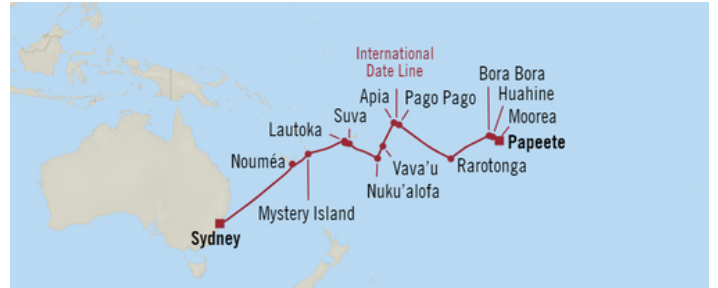 International
Date Line
Bora Bora
Huahine
Apia
Pago Pago
Moorea
Suva
Lautoka
Papeete
Nouméa
Vava'u
Rarotonga
Nuku'alofa
Mystery Island
Sydney